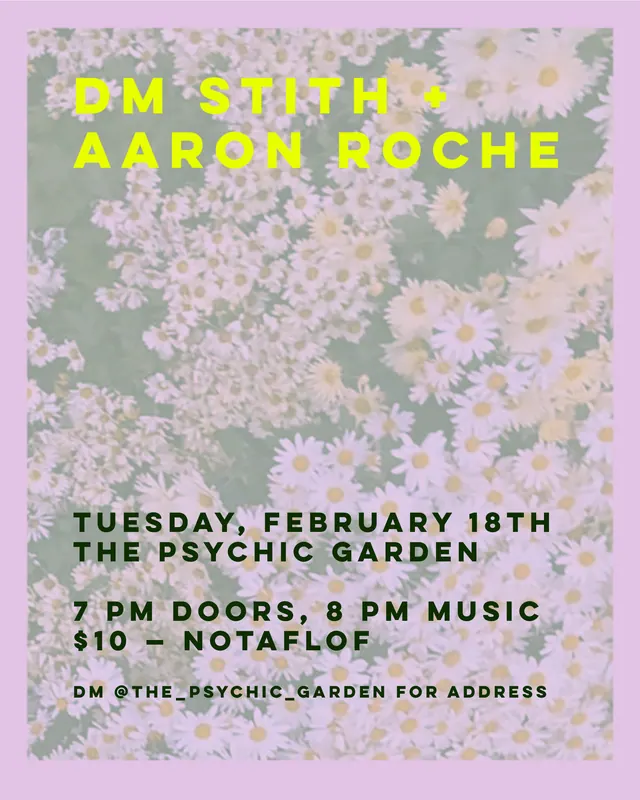 DM STITH +
AARON ROCHE
TUESDAY, FEBRUARY 18TH
THE PSYCHIC GARDEN
7 PM DOORS, 8 PM MUSIC
$10 – NOTAFLOF
DM @THE_PSYCHIC_GARDEN FOR ADDRESS